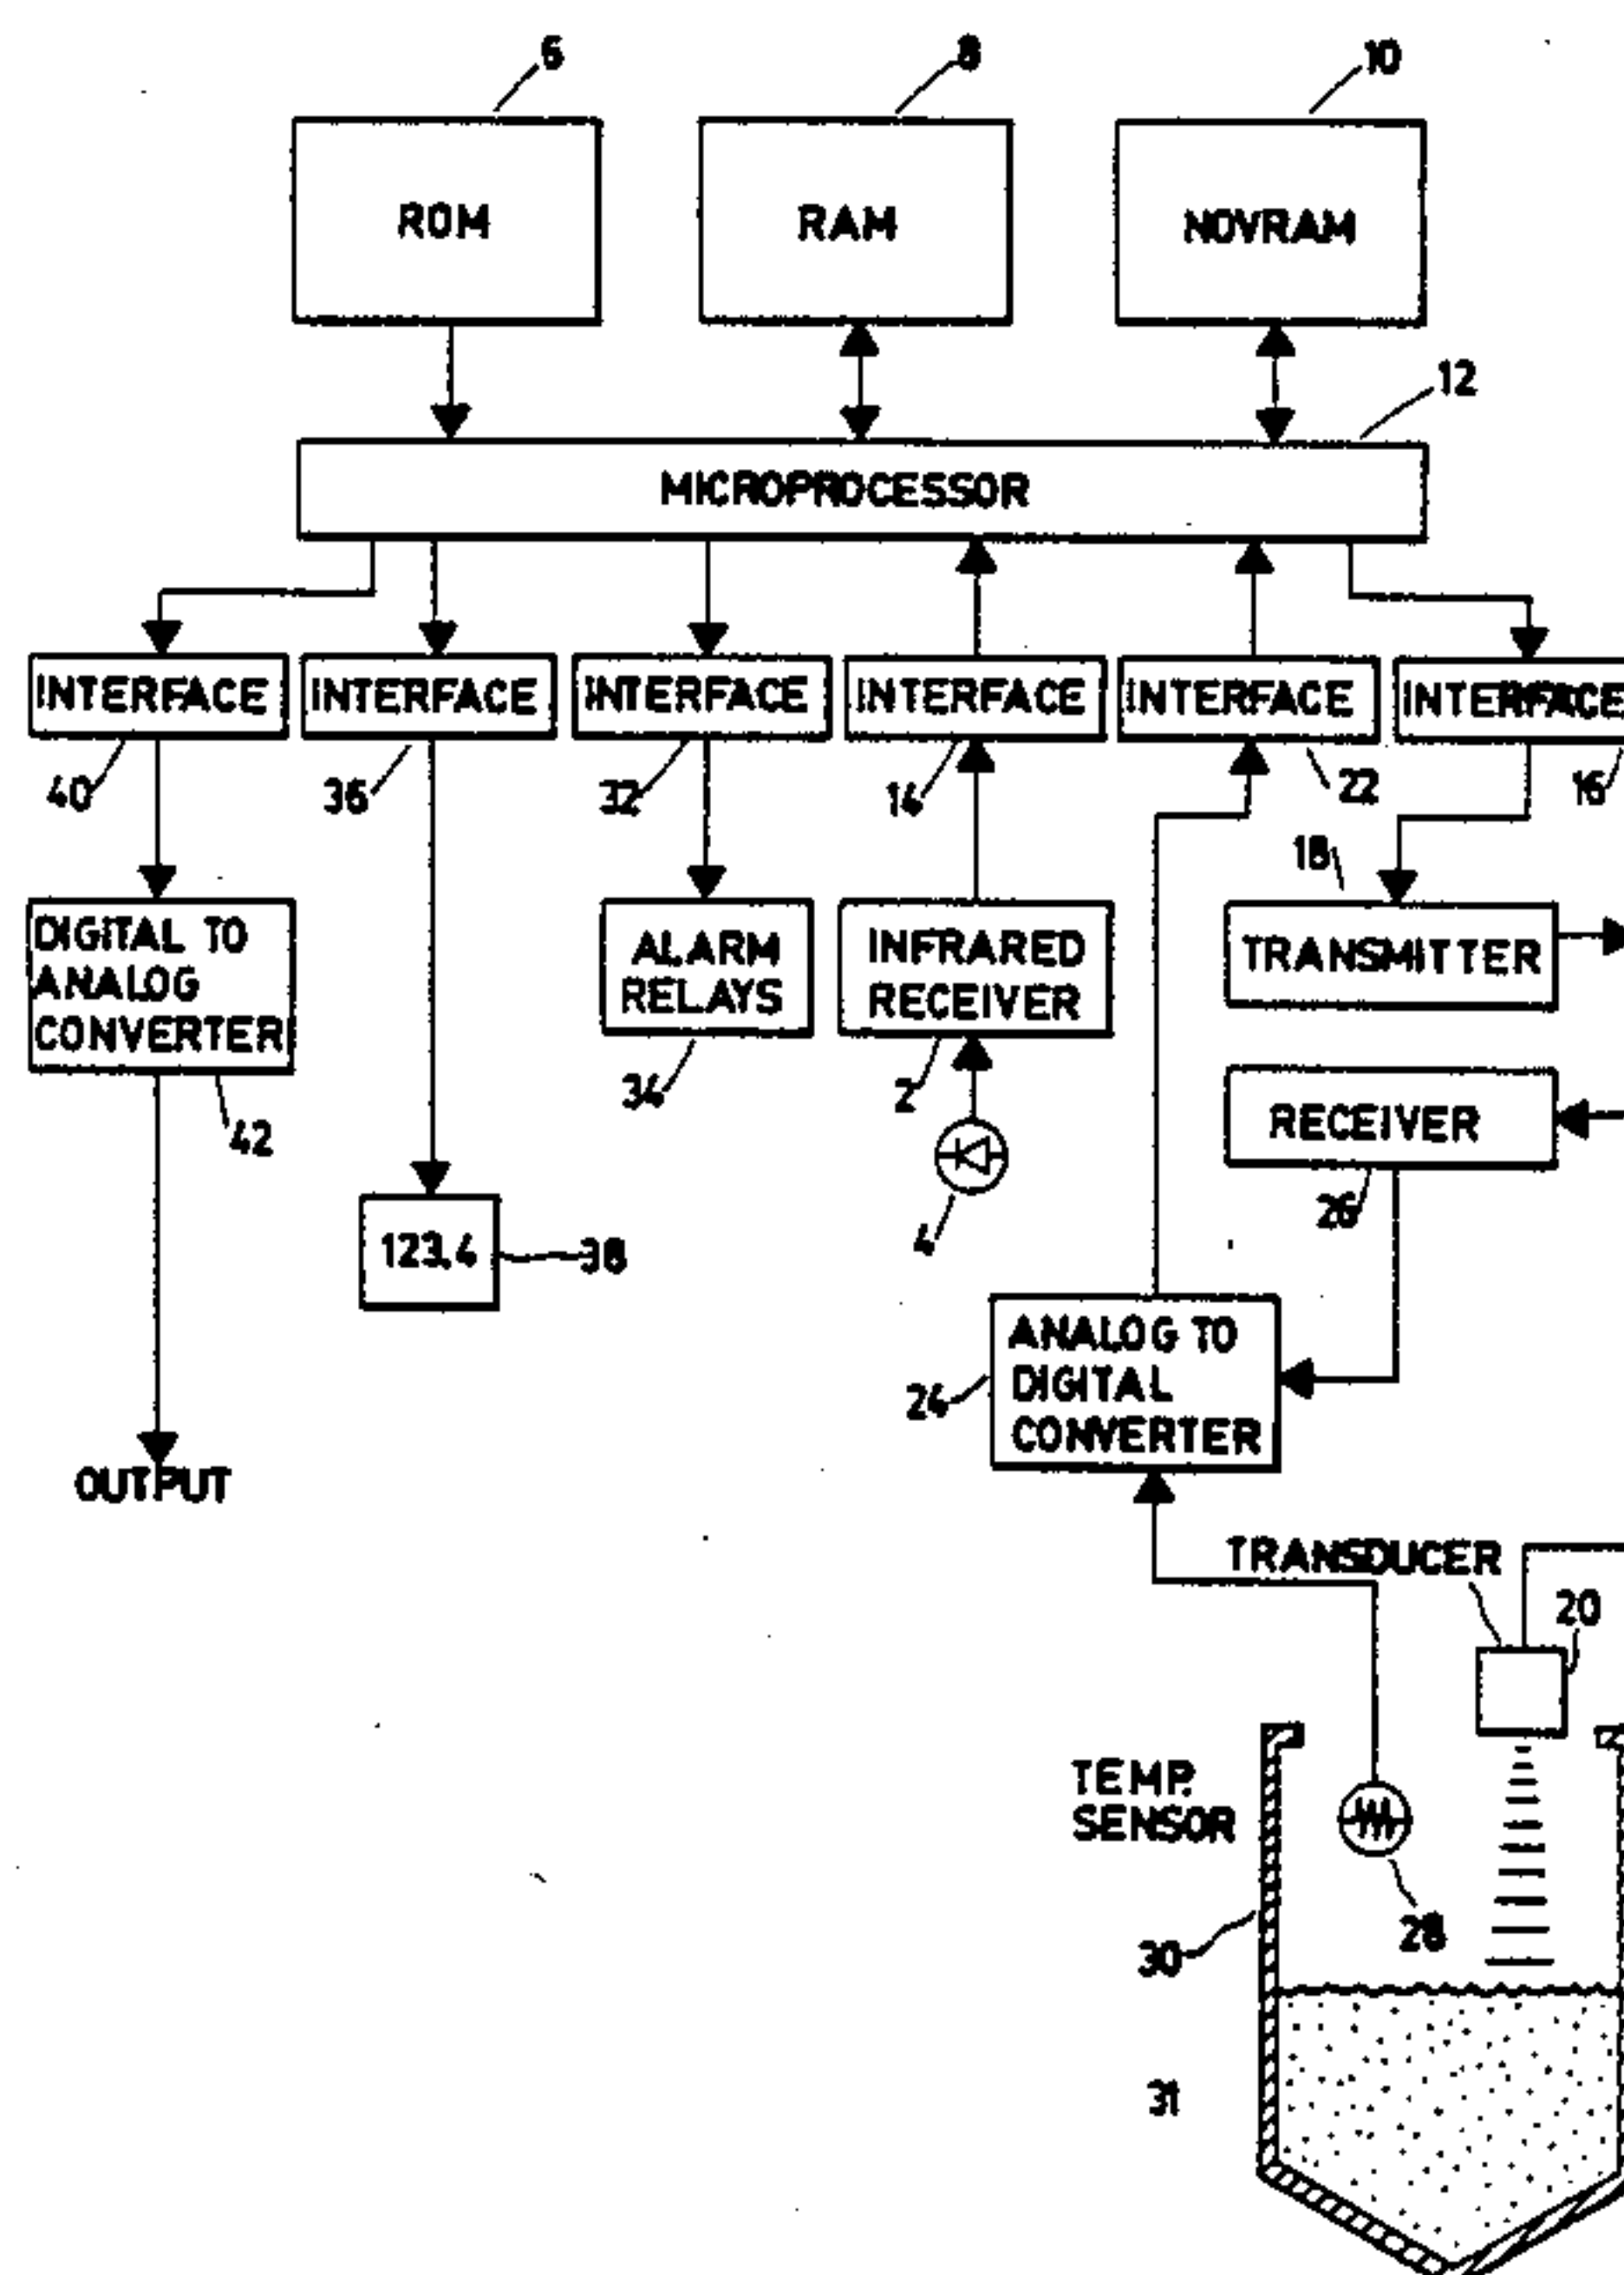 6
8
10
ROM
RAM
NOVRAM
12
MICROPROCESSOR
INTERFACE
INTERFACE
INTERFACE
INTERFACE
INTERFACE
INTERFACE
40
36
32
14
22
16
18
DIGITAL TO
ANALOG
CONVERTER
ALARM
RELAYS
INFRARED
RECEIVER
TRANSMITTER
34
2
42
RECEIVER
4
26
123.4
38
ANALOG TO
DIGITAL
CONVERTER
24
OUTPUT
TRANSDUCER
20
TEMP.
SENSOR
28
30
31